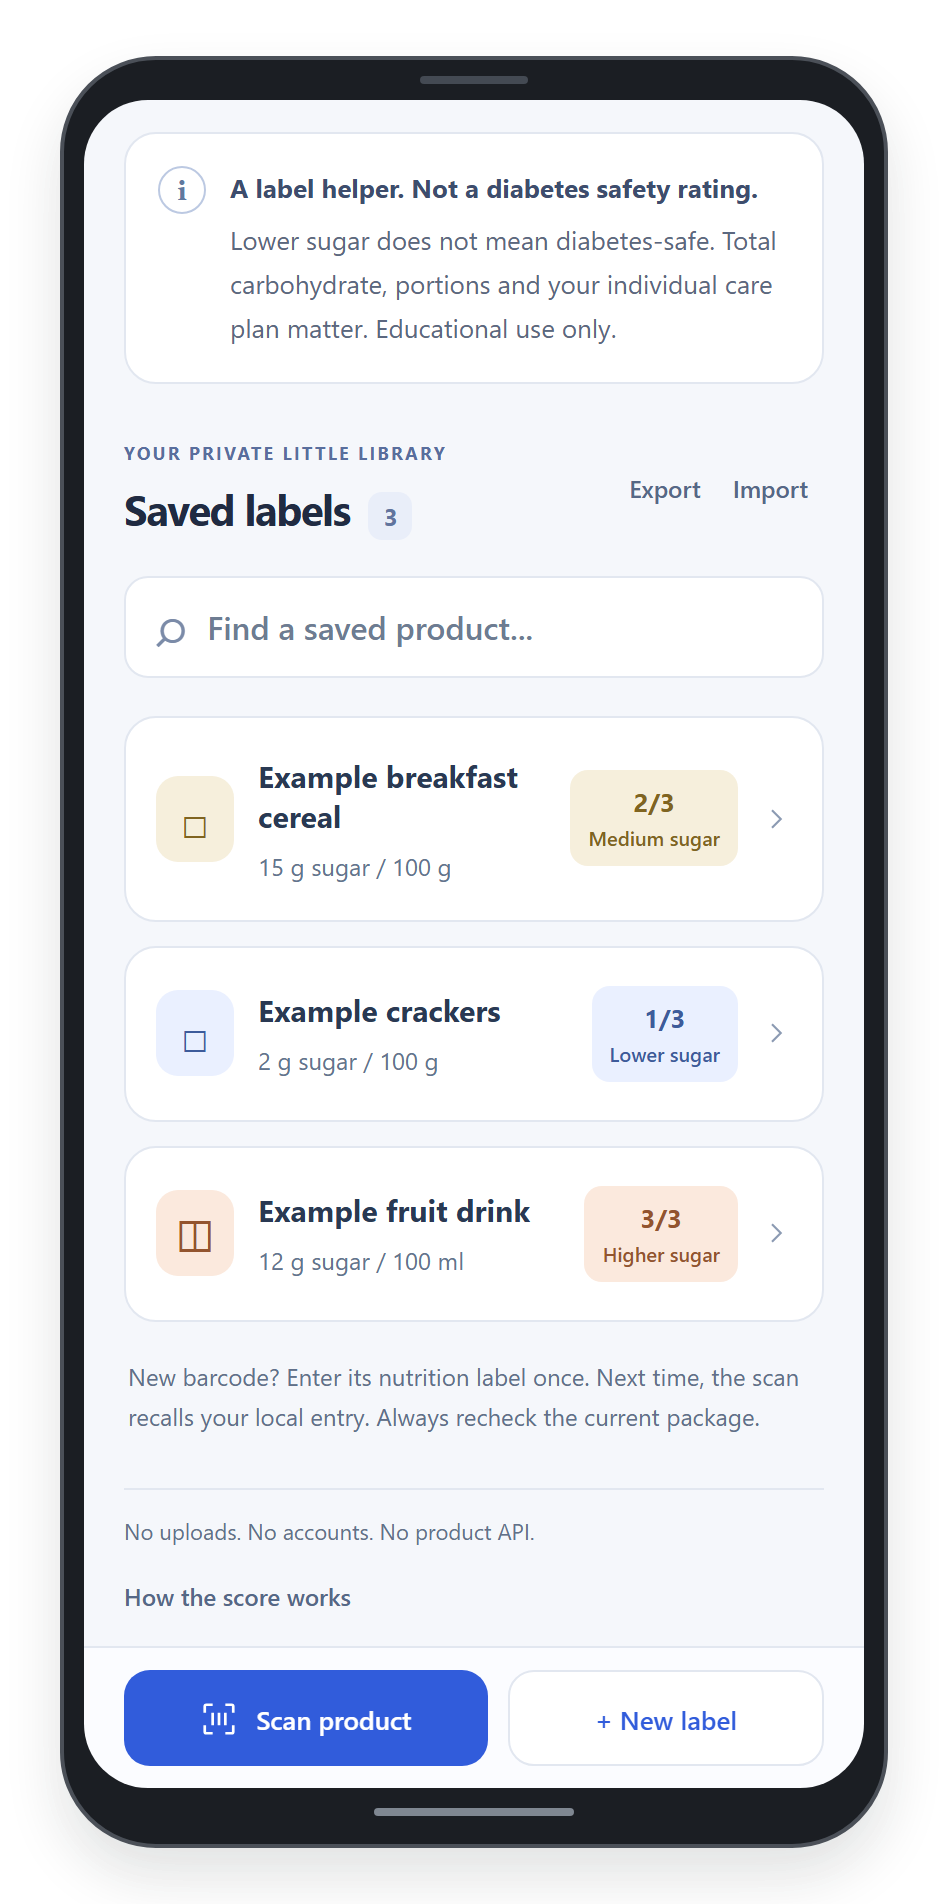 i
A label helper. Not a diabetes safety rating.
Lower sugar does not mean diabetes-safe. Total
carbohydrate, portions and your individual care
plan matter. Educational use only.
YOUR PRIVATE LITTLE LIBRARY
Saved labels 3
Export Import
Find a saved product...
Example breakfast
cereal
15 g sugar / 100 g
2/3
Medium sugar
Example crackers
2 g sugar / 100 g
1/3
Lower sugar
Example fruit drink
12 g sugar / 100 ml
3/3
Higher sugar
New barcode? Enter its nutrition label once. Next time, the scan
recalls your local entry. Always recheck the current package.
No uploads. No accounts. No product API.
How the score works
Scan product
+ New label